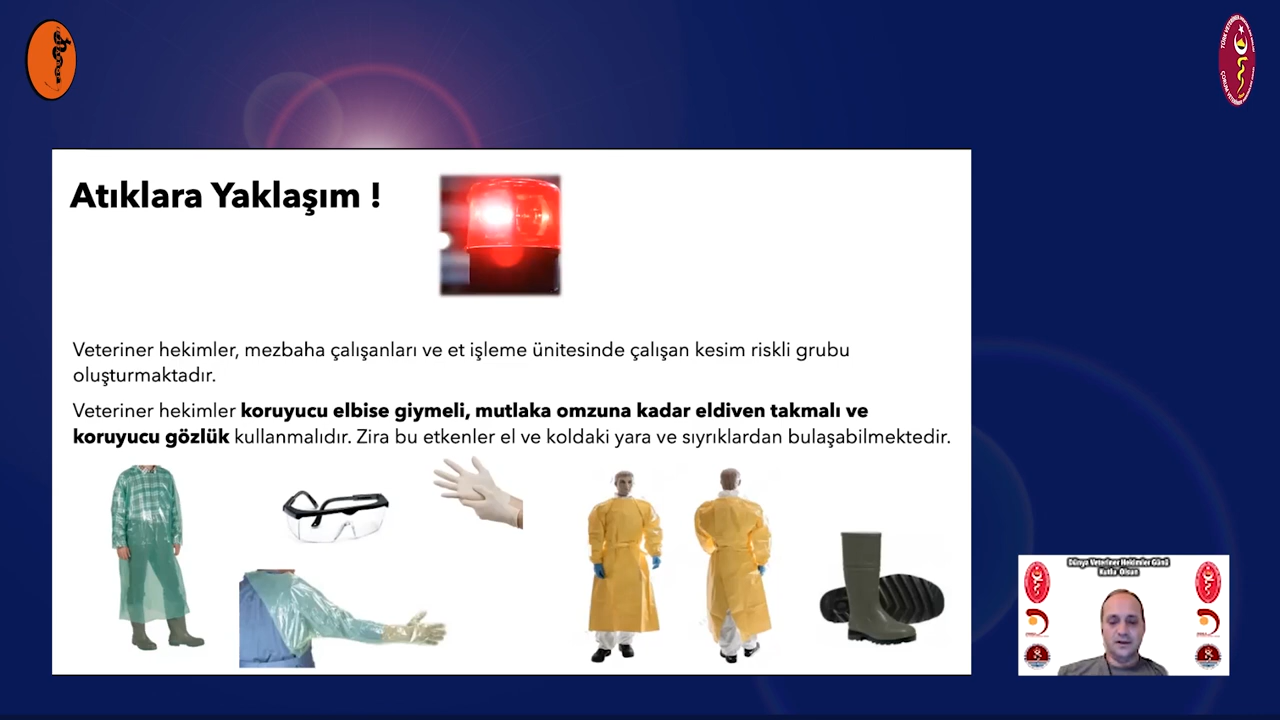 Atıklara Yaklaşım !
Veteriner hekimler, mezbaha çalışanları ve et işleme ünitesinde çalışan kesim riskli grubu
oluşturmaktadır.
Veteriner hekimler koruyucu elbise giymeli, mutlaka omzuna kadar eldiven takmalı ve
koruyucu gözlük kullanmalıdır. Zira bu etkenler el ve koldaki yara ve sıyrıklardan bulaşabilmektedir.
Dünya Veteriner Hekimler Günü
Kutlu Olsun